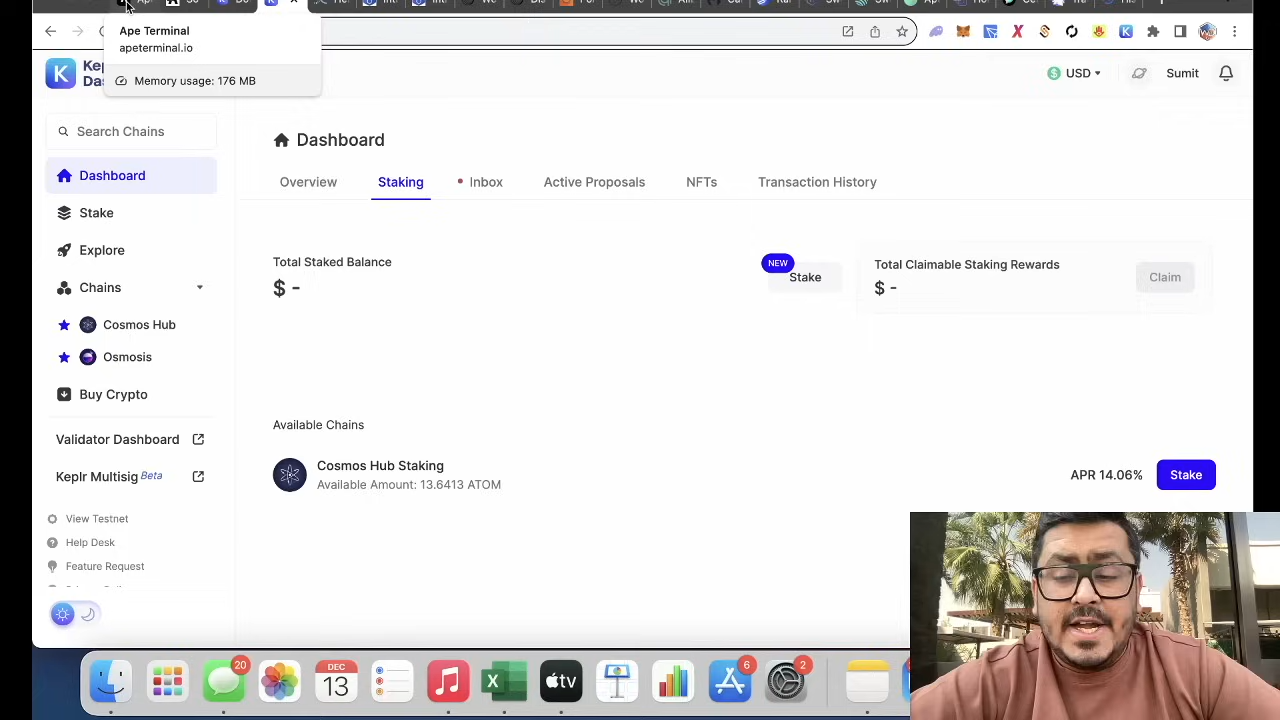 Ape Terminal
apeterminal.io
Memory usage: 176 MB
USD
Sumit
Search Chains
Dashboard
Dashboard
Overview
Staking
Inbox
Active Proposals
NFTs
Transaction History
Stake
Explore
Chains
Cosmos Hub
Osmosis
Buy Crypto
Validator Dashboard
Keplr Multisig Beta
View Testnet
Help Desk
Feature Request
Total Staked Balance
$ -
NEW
Stake
Total Claimable Staking Rewards
$ -
Claim
Available Chains
Cosmos Hub Staking
Available Amount: 13.6413 ATOM
APR 14.06%
Stake
20
DEC
13
tv
6
2